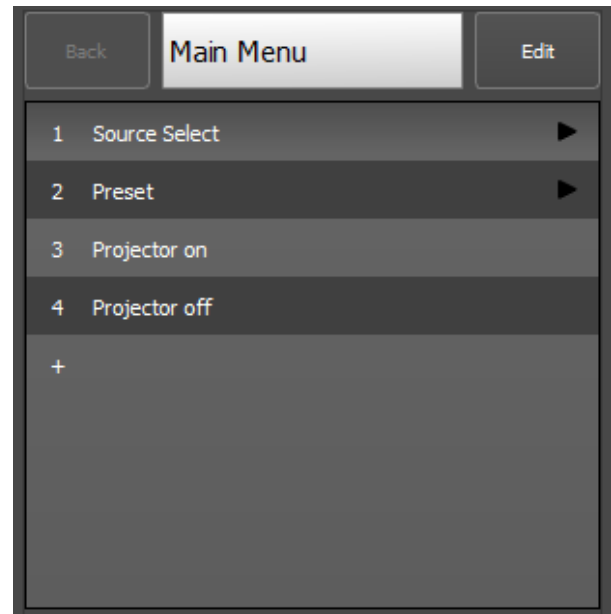 Back Main Menu Edit
1 Source Select
2 Preset
3 Projector on
4 Projector off
+